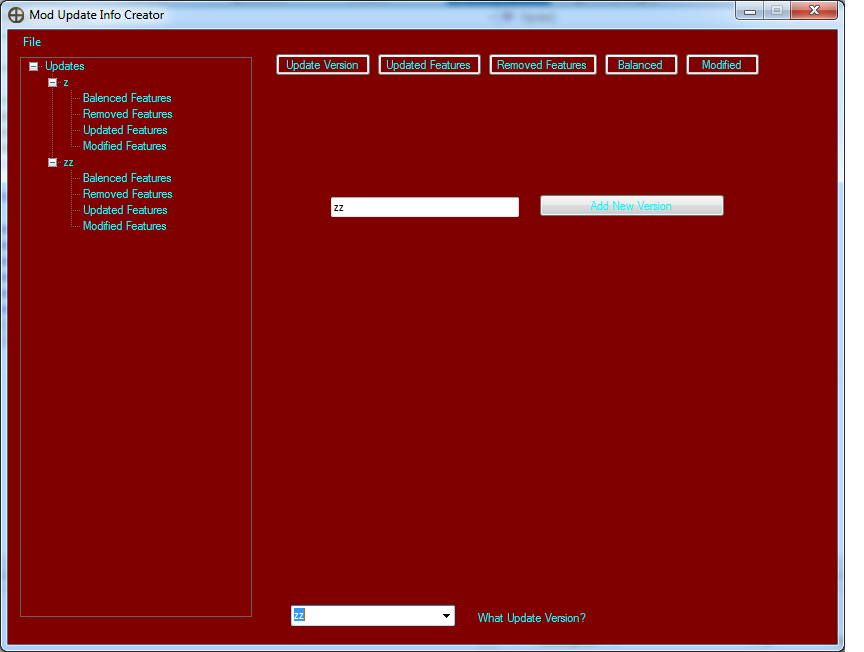 Mod Update Info Creator
File
Updates
Update Version Updated Features Removed Features Balanced Modified
z
Balenced Features
Removed Features
Updated Features
Modified Features
zz
Balenced Features
Removed Features
Updated Features
Modified Features
zz Add New Version
zz What Update Version?